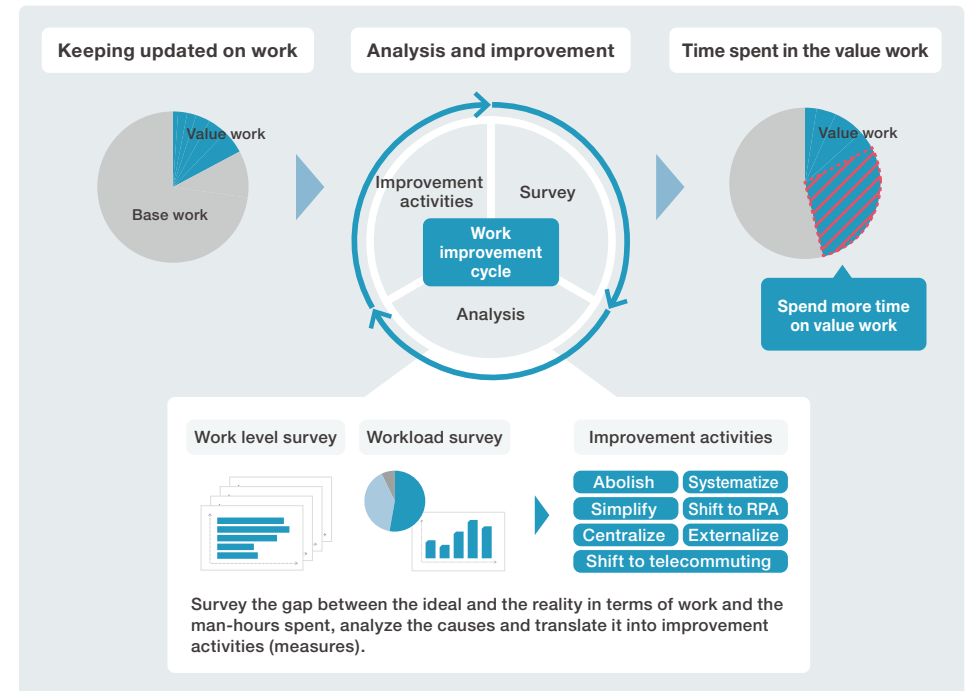 Keeping updated on work
Analysis and improvement
Time spent in the value work
Value work
Base work
Improvement
activities
Survey
Work
improvement
cycle
Analysis
Value work
Spend more time
on value work
Work level survey
Workload survey
Improvement activities
Abolish
Systematize
Simplify
Shift to RPA
Centralize
Externalize
Shift to telecommuting
Survey the gap between the ideal and the reality in terms of work and the
man-hours spent, analyze the causes and translate it into improvement
activities (measures).